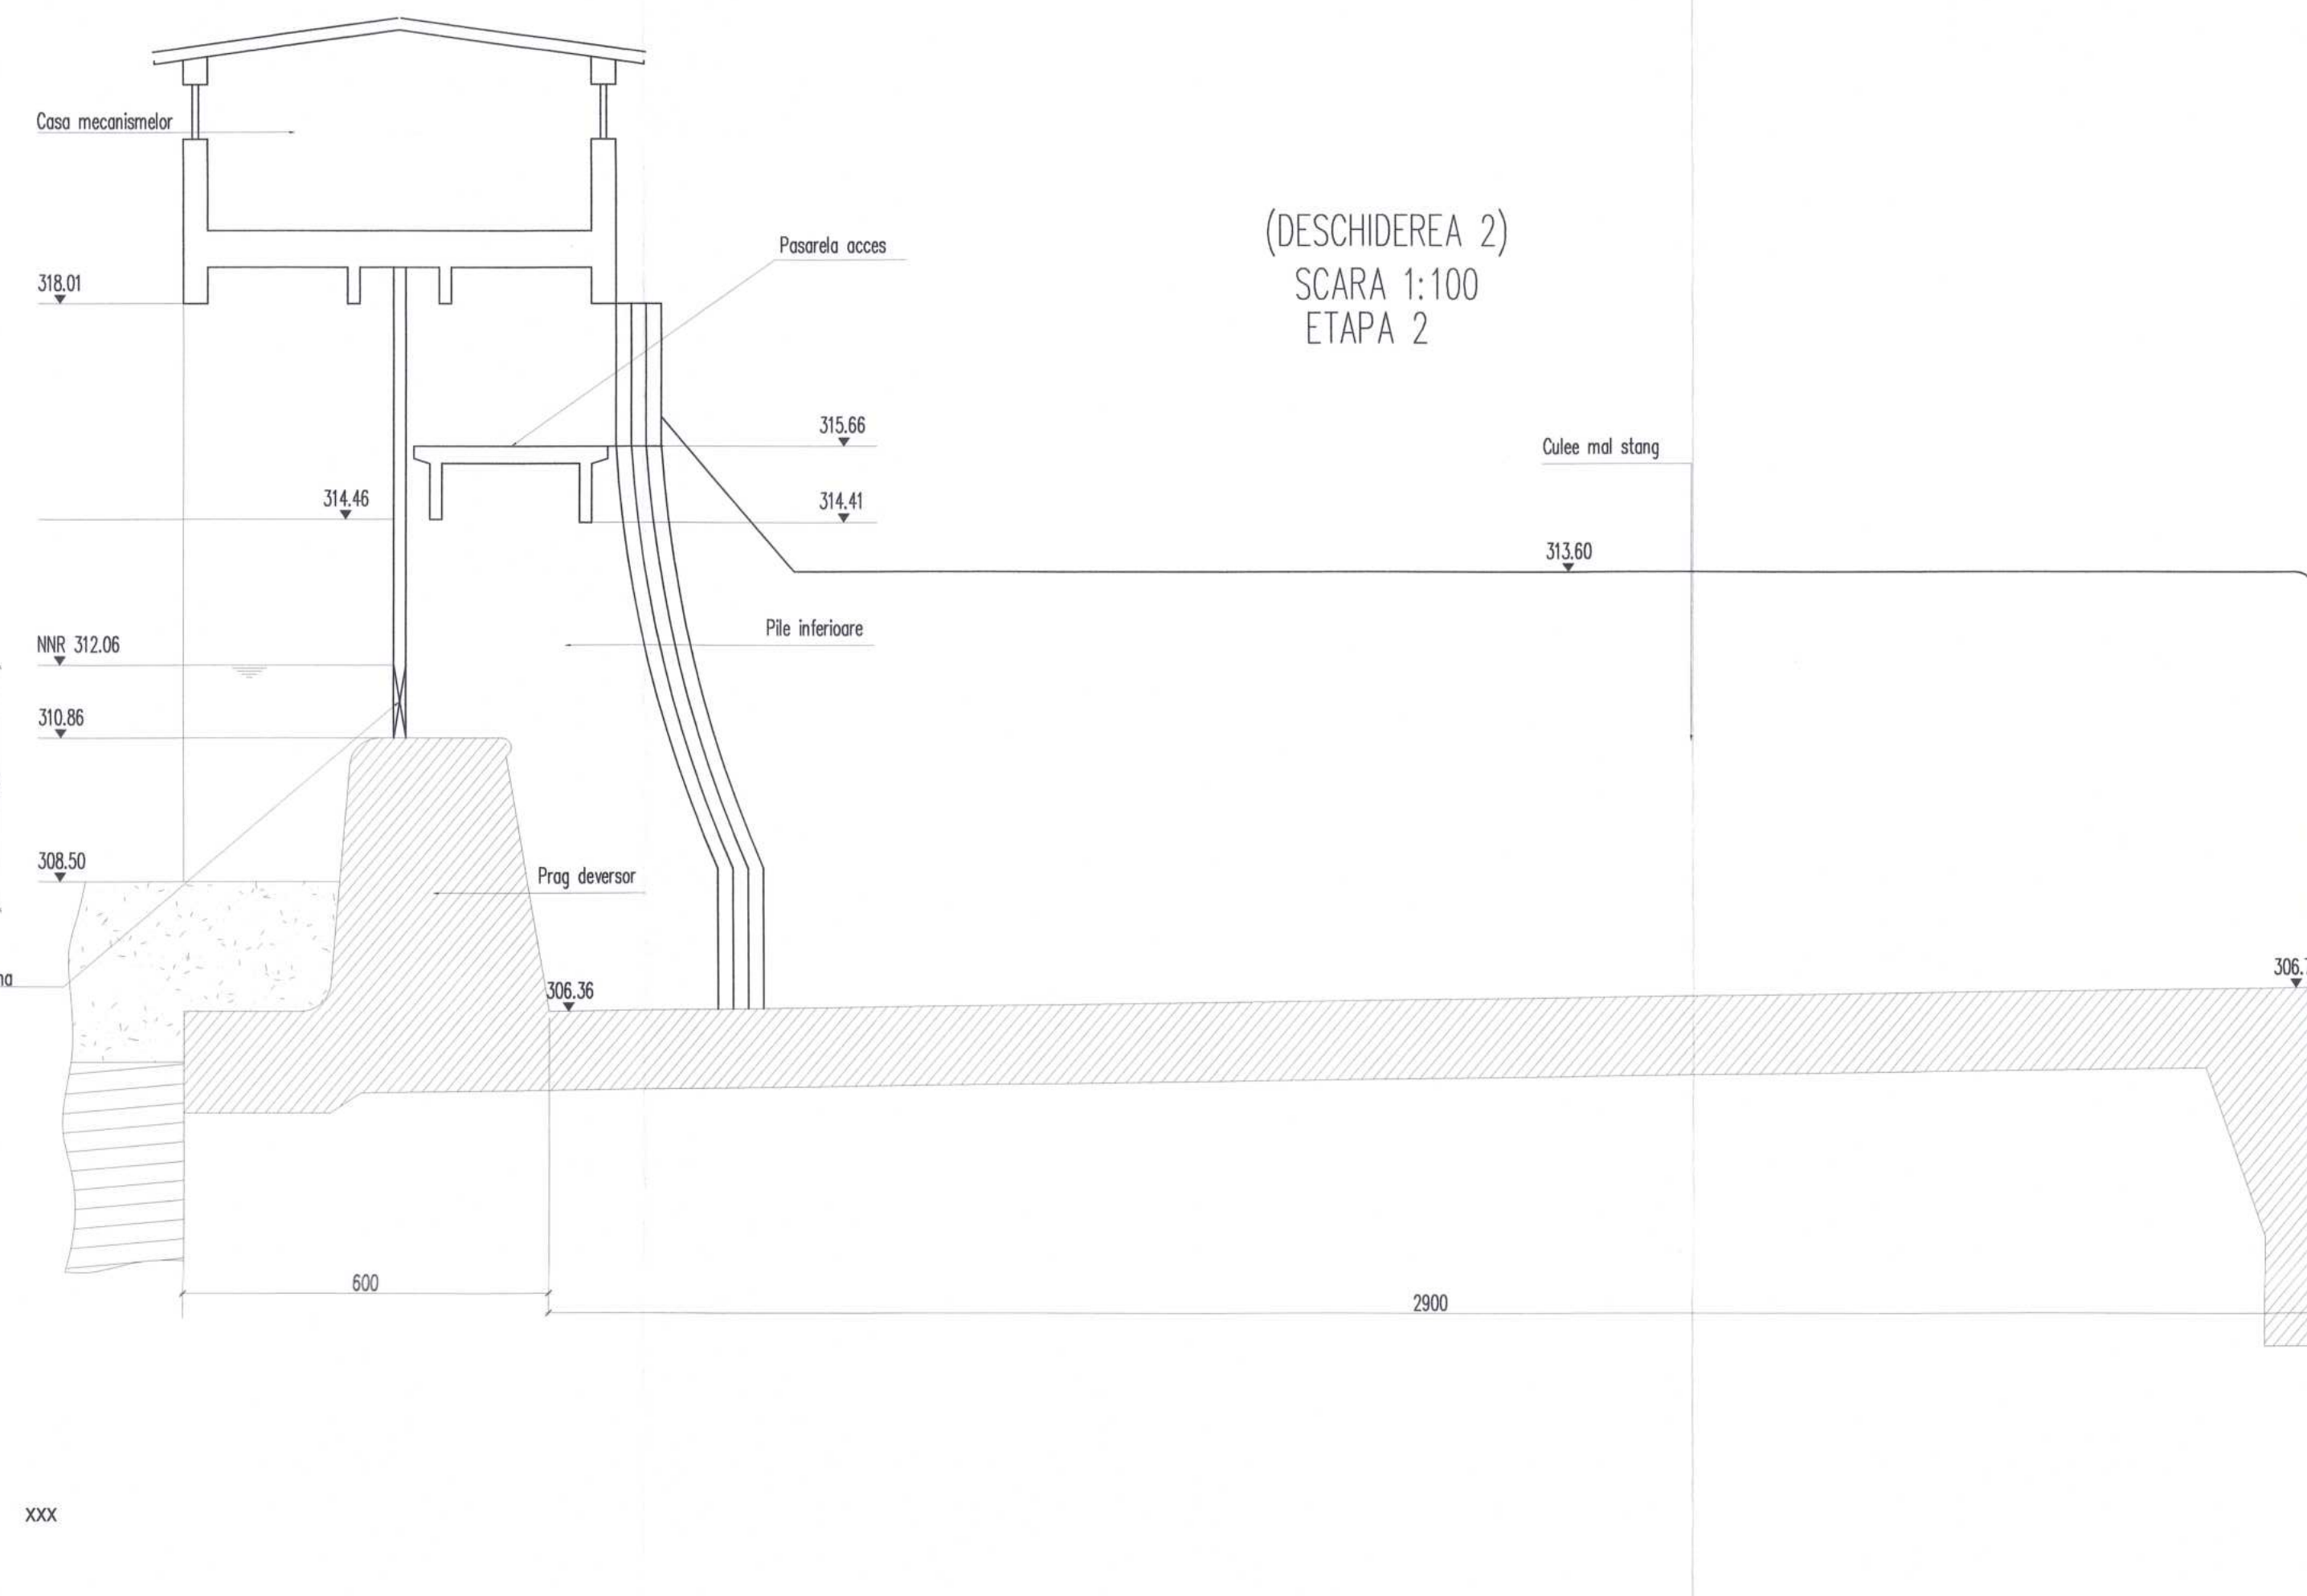 Casa mecanismelor
(DESCHIDEREA 2)
SCARA 1:100
ETAPA 2
Pasarela acces
318.01
315.66
Culee mal stang
314.46
314.41
313.60
Pile inferioare
NNR 312.06
310.86
308.50
Prag deversor
306.36
600
2900
XXX